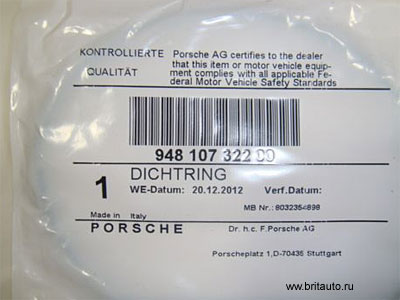 KONTROLLIERTE
QUALITÄT
Porsche AG certifies to the dealer
that this item or motor vehicle equip-
ment complies with all applicable Fe-
deral Motor Vehicle Safety Standards
948 107 322 00
1 DICHTRING
WE-Datum: 20.12.2012 Verf.Datum:
MB Nr.: 8032354898
Made in Italy
PORSCHE Dr. h.c. F.Porsche AG
Porscheplatz 1,D-70436 Stuttgart
www.britauto.ru